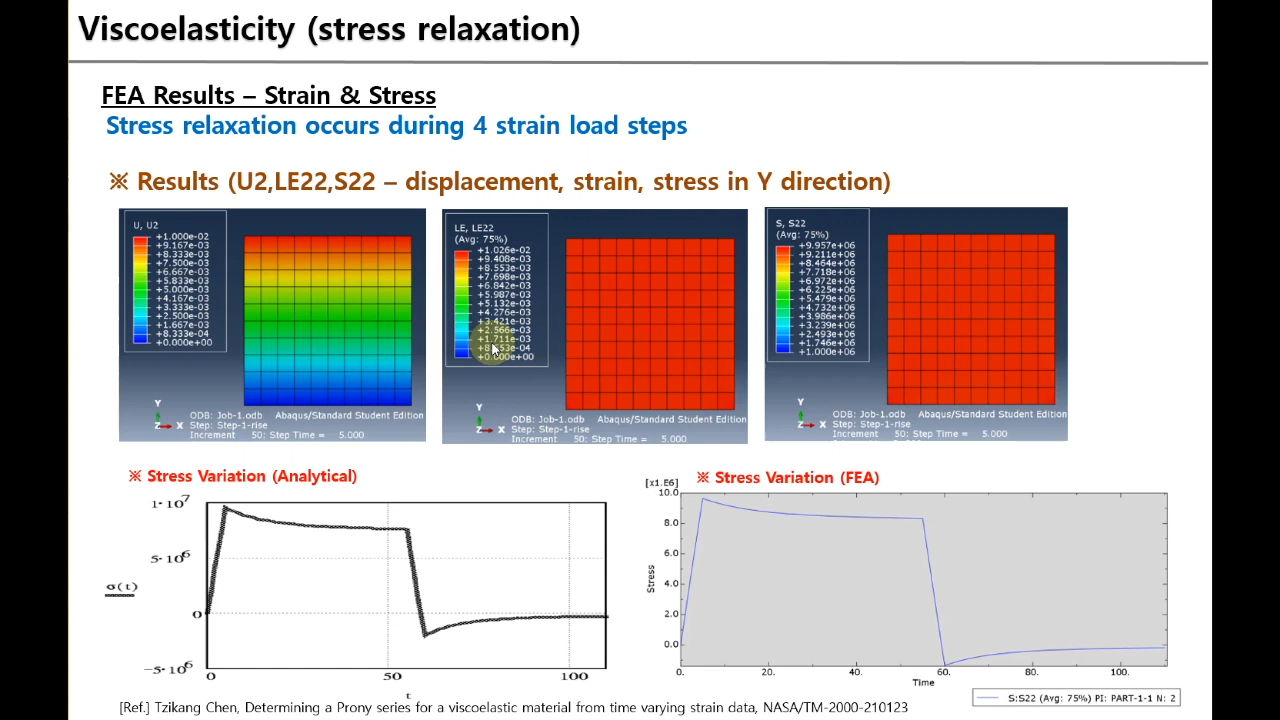 Viscoelasticity (stress relaxation)
FEA Results – Strain & Stress
Stress relaxation occurs during 4 strain load steps
※ Results (U2,LE22,S22 – displacement, strain, stress in Y direction)
U, U2
+1.000e-02
+9.167e-03
+7.500e-03
+6.667e-03
+5.833e-03
+5.000e-03
+4.167e-03
+3.333e-03
+2.500e-03
+1.667e-03
+8.333e-04
+0.000e+00
Y
Z X
ODB: Job-1.odb Abaqus/Standard Student Edition
Step: Step-1-rise
Increment 50: Step Time = 5.000
LE, LE22
(Avg: 75%)
+1.026e-02
+9.408e-03
+8.553e-03
+7.698e-03
+6.842e-03
+5.987e-03
+5.132e-03
+4.276e-03
+3.421e-03
+2.566e-03
+1.711e-03
+0.000e+00
Y
Z X
ODB: Job-1.odb Abaqus/Standard Student Edition
Step: Step-1-rise
Increment 50: Step Time = 5.000
S, S22
(Avg: 75%)
+9.957e+06
+9.211e+06
+8.464e+06
+7.718e+06
+6.972e+06
+6.225e+06
+5.479e+06
+4.732e+06
+3.986e+06
+3.239e+06
+2.493e+06
+1.746e+06
+1.000e+06
Y
Z X
ODB: Job-1.odb Abaqus/Standard Student Edition
Step: Step-1-rise
Increment 50: Step Time = 5.000
※ Stress Variation (Analytical)
1·10⁷
5·10⁶
σ(t)
0
−5·10⁶
0 50 100
t
※ Stress Variation (FEA)
[x1.E6]
10.0
8.0
6.0
4.0
2.0
0.0
Stress
0. 20. 40. 60. 80. 100.
Time
S:S22 (Avg: 75%) PI: PART-1-1 N: 2
[Ref.] Tzikang Chen, Determining a Prony series for a viscoelastic material from time varying strain data, NASA/TM-2000-210123